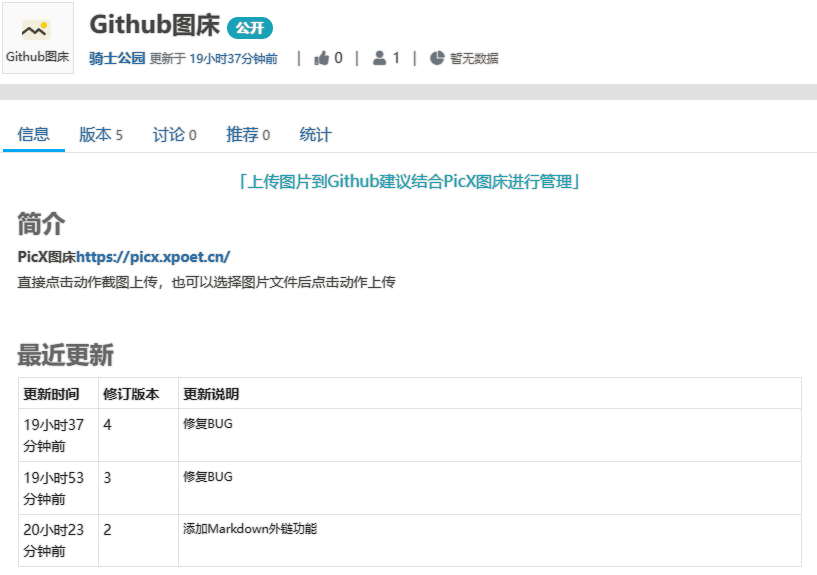 Github图床 公开
Github图床
骑士公园 更新于 19小时37分钟前 | 0 | 1 | 暂无数据
信息 版本 5 讨论 0 推荐 0 统计
「上传图片到Github建议结合PicX图床进行管理」
简介
PicX图床https://picx.xpoet.cn/
直接点击动作截图上传，也可以选择图片文件后点击动作上传
最近更新
更新时间 修订版本 更新说明
19小时37分钟前 4 修复BUG
19小时53分钟前 3 修复BUG
20小时23分钟前 2 添加Markdown外链功能